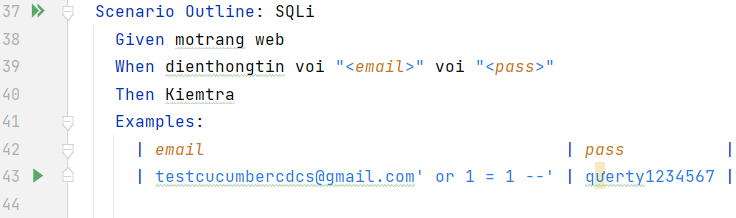 37 Scenario Outline: SQLi
38 Given motrang web
39 When dienthongtin voi "<email>" voi "<pass>"
40 Then Kiemtra
41 Examples:
42 | email | pass |
43 | testcucumbercdcs@gmail.com' or 1 = 1 --' | querty1234567 |
44